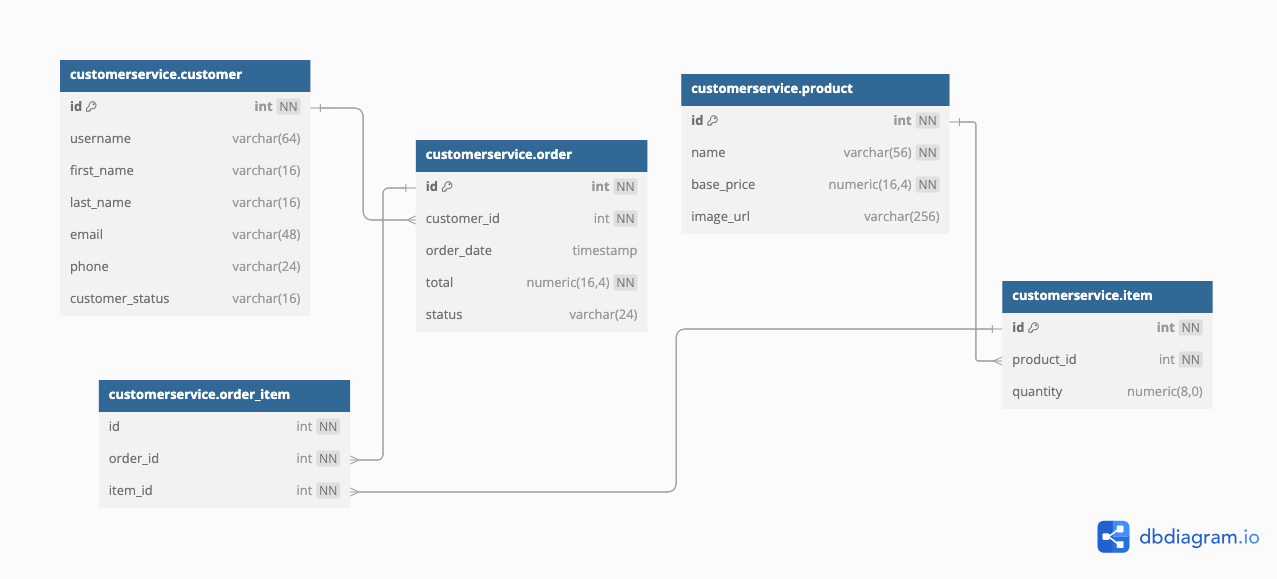 customerservice.customer
id int NN
username varchar(64)
first_name varchar(16)
last_name varchar(16)
email varchar(48)
phone varchar(24)
customer_status varchar(16)
customerservice.order
id int NN
customer_id int NN
order_date timestamp
total numeric(16,4) NN
status varchar(24)
customerservice.product
id int NN
name varchar(56) NN
base_price numeric(16,4) NN
image_url varchar(256)
customerservice.item
id int NN
product_id int NN
quantity numeric(8,0)
customerservice.order_item
id int NN
order_id int NN
item_id int NN
dbdiagram.io